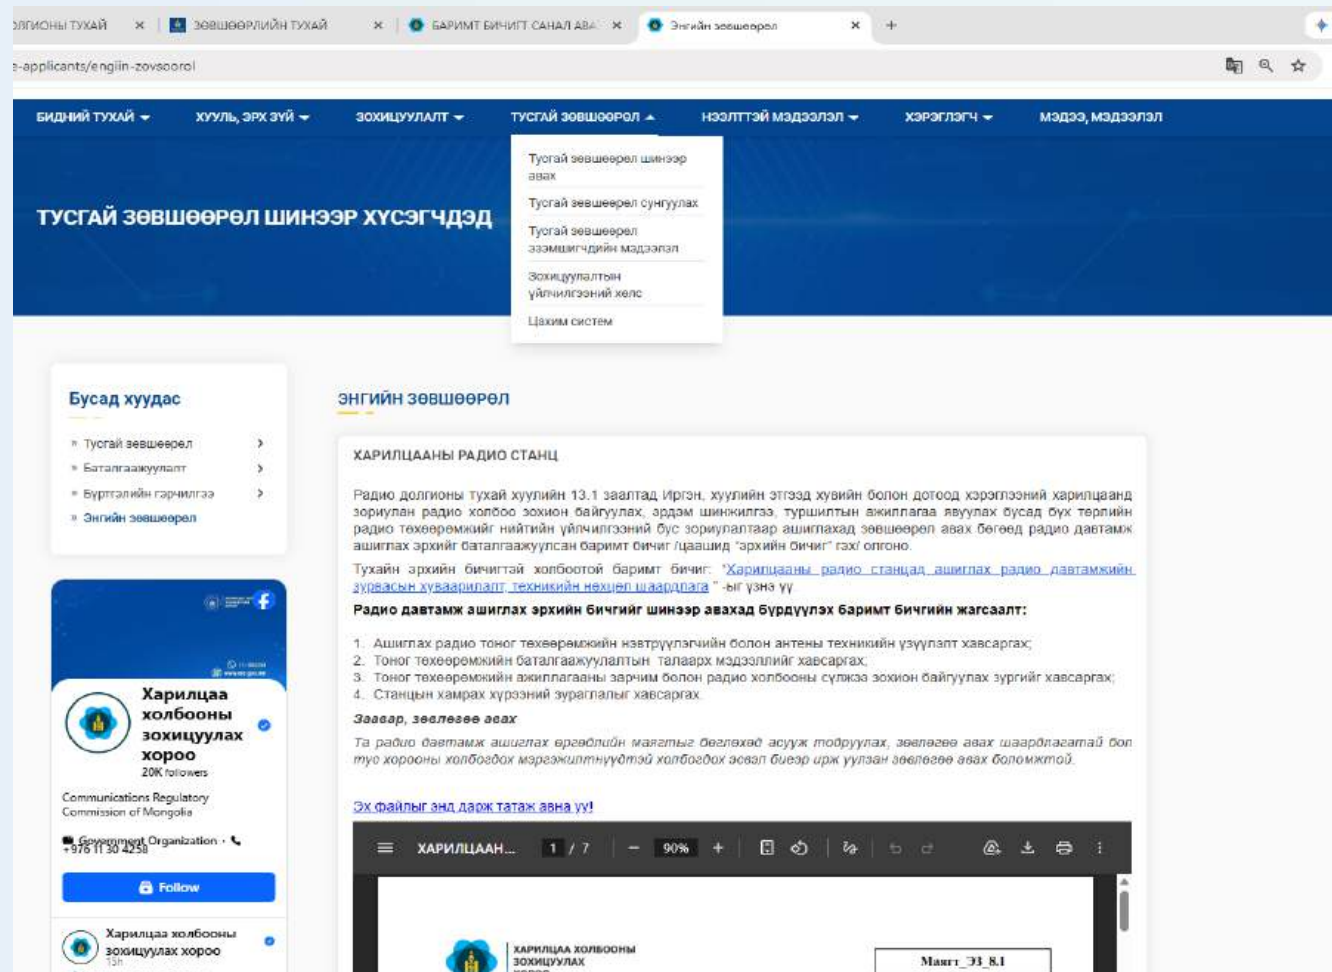 ЛГИОНЫ ТУХАЙ
ЗӨВШӨӨРЛИЙН ТУХАЙ
БАРИМТ БИЧИГТ САНАЛ АВА
Энгийн зөвшөөрөл
e-applicants/engiin-zovsoorol
БИДНИЙ ТУХАЙ
ХУУЛЬ, ЭРХ ЗҮЙ
ЗОХИЦУУЛАЛТ
ТУСГАЙ ЗӨВШӨӨРӨЛ
НЭЭЛТТЭЙ МЭДЭЭЛЭЛ
ХЭРЭГЛЭГЧ
МЭДЭЭ, МЭДЭЭЛЭЛ
Тусгай зөвшөөрөл шинээр
авах
Тусгай зөвшөөрөл сунгуулах
Тусгай зөвшөөрөл
эзэмшигчдийн мэдээлэл
Зохицуулалтын
үйлчилгээний хөлс
Цахим систем
ТУСГАЙ ЗӨВШӨӨРӨЛ ШИНЭЭР ХҮСЭГЧДЭД
Бусад хуудас
» Тусгай зөвшөөрөл
» Баталгаажуулалт
» Бүртгэлийн гэрчилгээ
» Энгийн зөвшөөрөл
ЭНГИЙН ЗӨВШӨӨРӨЛ
ХАРИЛЦААНЫ РАДИО СТАНЦ
Радио долгионы тухай хуулийн 13.1 заалтад Иргэн, хуулийн этгээд хувийн болон дотоод хэрэглээний харилцаанд
зориулан радио холбоо зохион байгуулах, эрдэм шинжилгээ, туршилтын ажиллагаа явуулах бусад бүх төрлийн
радио төхөөрөмжийг нийтийн үйлчилгээний бус зориулалтаар ашиглахад зөвшөөрөл авах бөгөөд радио давтамж
ашиглах эрхийг баталгаажуулсан баримт бичиг /цаашид "эрхийн бичиг" гэх/ олгоно.
Тухайн эрхийн бичигтэй холбоотой баримт бичиг: "Харилцааны радио станцад ашиглах радио давтамжийн
зурвасын хуваарилалт, техникийн нөхцөл шаардлага " -ыг үзнэ үү
Радио давтамж ашиглах эрхийн бичгийг шинээр авахад бүрдүүлэх баримт бичгийн жагсаалт:
1. Ашиглах радио тоног төхөөрөмжийн нэвтрүүлэгчийн болон антены техникийн үзүүлэлт хавсаргах;
2. Тоног төхөөрөмжийн баталгаажуулалтын талаарх мэдээллийг хавсаргах;
3. Тоног төхөөрөмжийн ажиллагааны зарчим болон радио холбооны сүлжээ зохион байгуулах зургийг хавсаргах;
4. Станцын хамрах хүрээний зураглалыг хавсаргах.
Заавар, зөвлөгөө авах
Та радио давтамж ашиглах өргөдлийн маягтыг бөглөхөд асууж тодруулах, зөвлөгөө авах шаардлагатай бол
тус хорооны холбогдох мэргэжилтнүүдтэй холбогдох эсвэл биеэр ирж уулзан зөвлөгөө авах боломжтой.
Эх файлыг энд дарж татаж авна уу!
ХАРИЛЦААН... 1 / 7 90%
ХАРИЛЦАА ХОЛБООНЫ
ЗОХИЦУУЛАХ
ХОРОО
Маягт_ЭЗ_8.1
Харилцаа
холбооны
зохицуулах
хороо
20K followers
Communications Regulatory
Commission of Mongolia
Government Organization ·
+976 11 30 4258
Follow
Харилцаа холбооны
зохицуулах хороо
15h